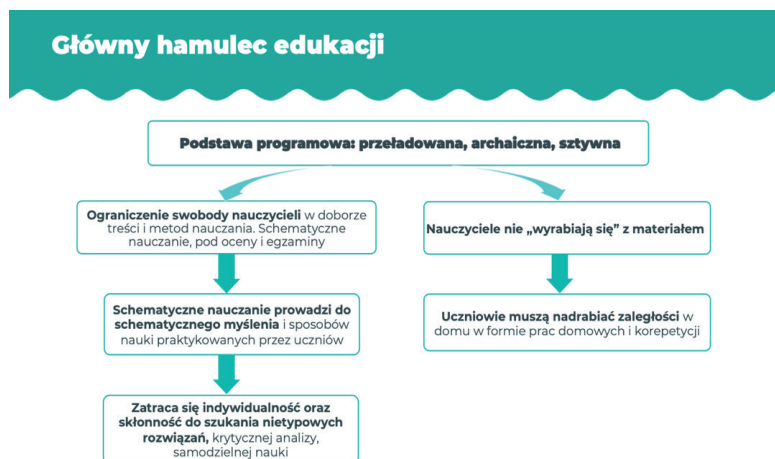 Główny hamulec edukacji
Podstawa programowa: przeładowana, archaiczna, sztywna
Ograniczenie swobody nauczycieli w doborze
treści i metod nauczania. Schematyczne
nauczanie, pod oceny i egzaminy
Schematyczne nauczanie prowadzi do
schematycznego myślenia i sposobów
nauki praktykowanych przez uczniów
Zatraca się indywidualność oraz
skłonność do szukania nietypowych
rozwiązań, krytycznej analizy,
samodzielnej nauki
Nauczyciele nie „wyrabiają się” z materiałem
Uczniowie muszą nadrabiać zaległości w
domu w formie prac domowych i korepetycji